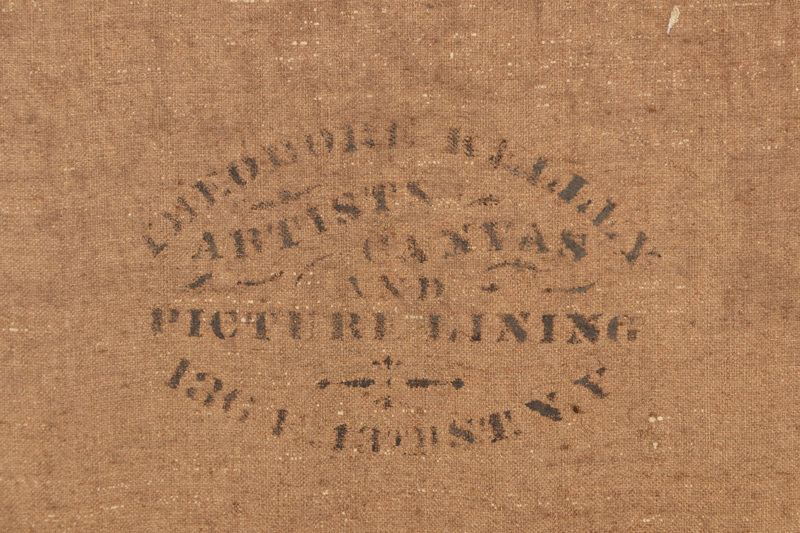 THEODORE KELLEY
ARTISTS
CANVAS
AND
PICTURE LINING
136 E. 13TH ST. N.Y